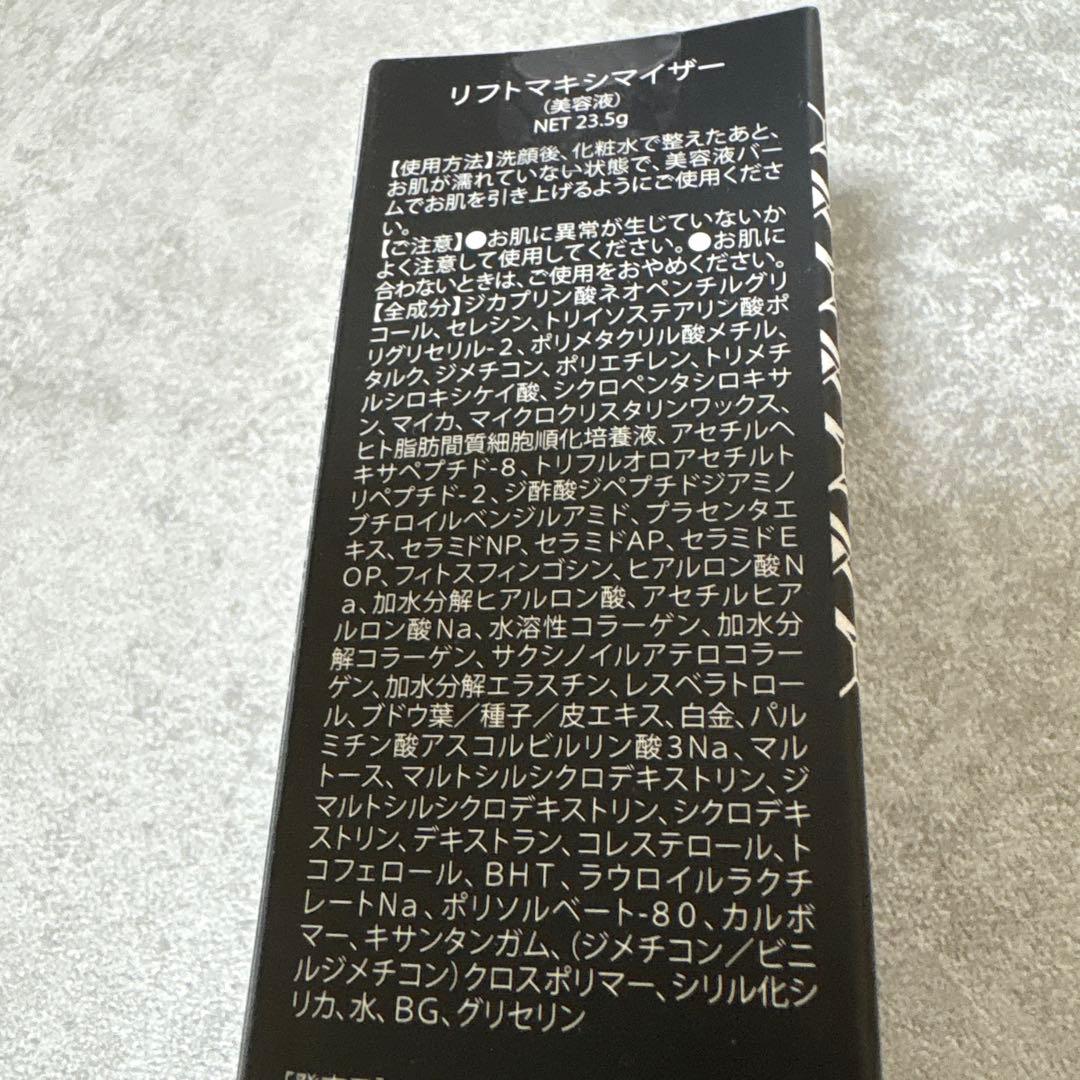 リフトマキシマイザー
（美容液）
NET 23.5g
【使用方法】洗顔後、化粧水で整えたあと、
お肌が濡れていない状態で、美容液バー
ムでお肌を引き上げるようにご使用くださ
い。
【ご注意】●お肌に異常が生じていないか
よく注意して使用してください。●お肌に
合わないときは、ご使用をおやめください。
【全成分】ジカプリン酸ネオペンチルグリ
コール、セレシン、トリイソステアリン酸ポ
リグリセリル-2、ポリメタクリル酸メチル、
タルク、ジメチコン、ポリエチレン、トリメチ
ルシロキシケイ酸、シクロペンタシロキサ
ン、マイカ、マイクロクリスタリンワックス、
ヒト脂肪間質細胞順化培養液、アセチルヘ
キサペプチド-8、トリフルオロアセチルト
リペプチド-2、ジ酢酸ジペプチドジアミノ
ブチロイルベンジルアミド、プラセンタエ
キス、セラミドNP、セラミドAP、セラミドE
OP、フィトスフィンゴシン、ヒアルロン酸N
a、加水分解ヒアルロン酸、アセチルヒア
ルロン酸Na、水溶性コラーゲン、加水分
解コラーゲン、サクシノイルアテロコラー
ゲン、加水分解エラスチン、レスベラトロー
ル、ブドウ葉／種子／皮エキス、白金、パル
ミチン酸アスコルビルリン酸3Na、マル
トース、マルトシルシクロデキストリン、ジ
マルトシルシクロデキストリン、シクロデキ
ストリン、デキストラン、コレステロール、ト
コフェロール、BHT、ラウロイルラクチ
レートNa、ポリソルベート-80、カルボ
マー、キサンタンガム、（ジメチコン／ビニ
ルジメチコン）クロスポリマー、シリル化シ
リカ、水、BG、グリセリン